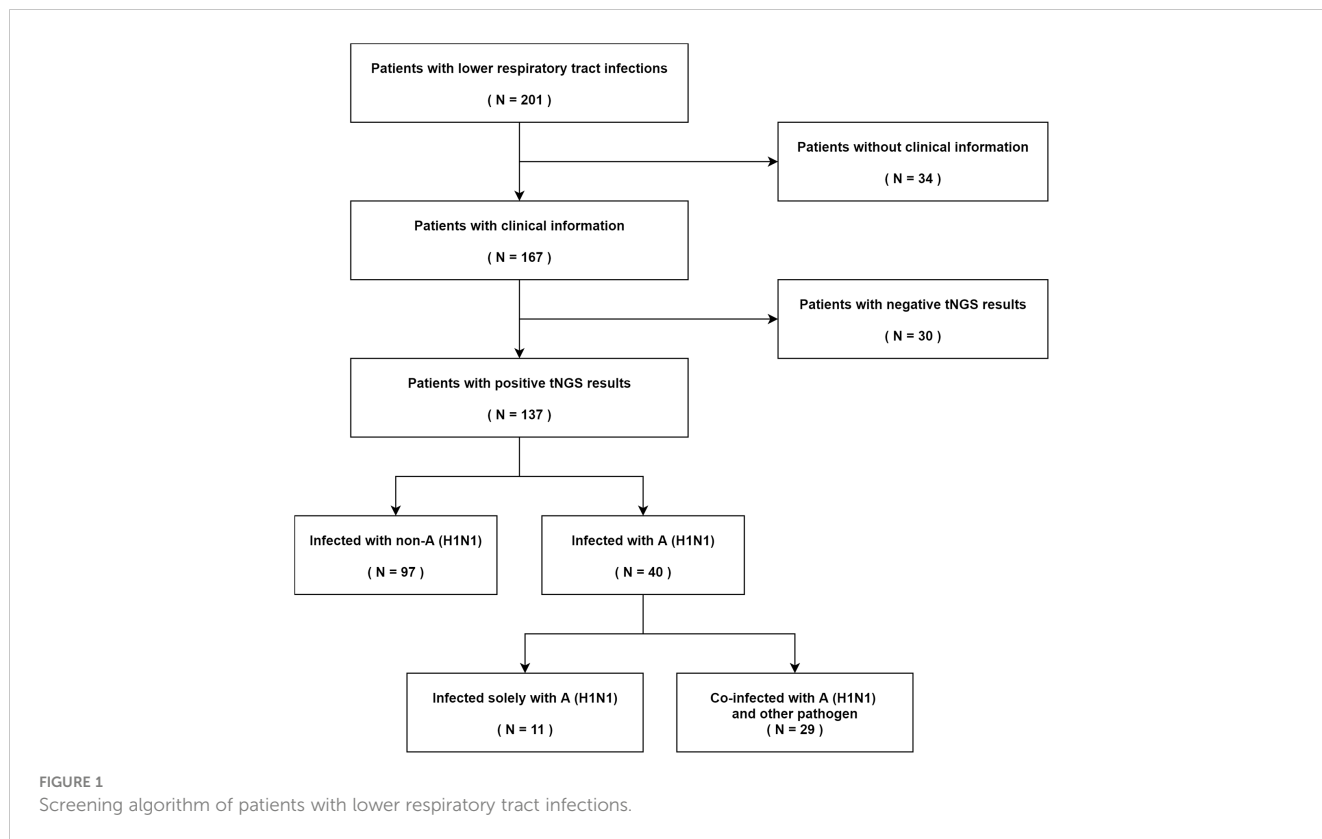 Patients with lower respiratory tract infections
( N = 201 )
Patients without clinical information
( N = 34 )
Patients with clinical information
( N = 167 )
Patients with negative tNGS results
( N = 30 )
Patients with positive tNGS results
( N = 137 )
Infected with non-A (H1N1)
( N = 97 )
Infected with A (H1N1)
( N = 40 )
Infected solely with A (H1N1)
( N = 11 )
Co-infected with A (H1N1)
and other pathogen
( N = 29 )
FIGURE 1
Screening algorithm of patients with lower respiratory tract infections.